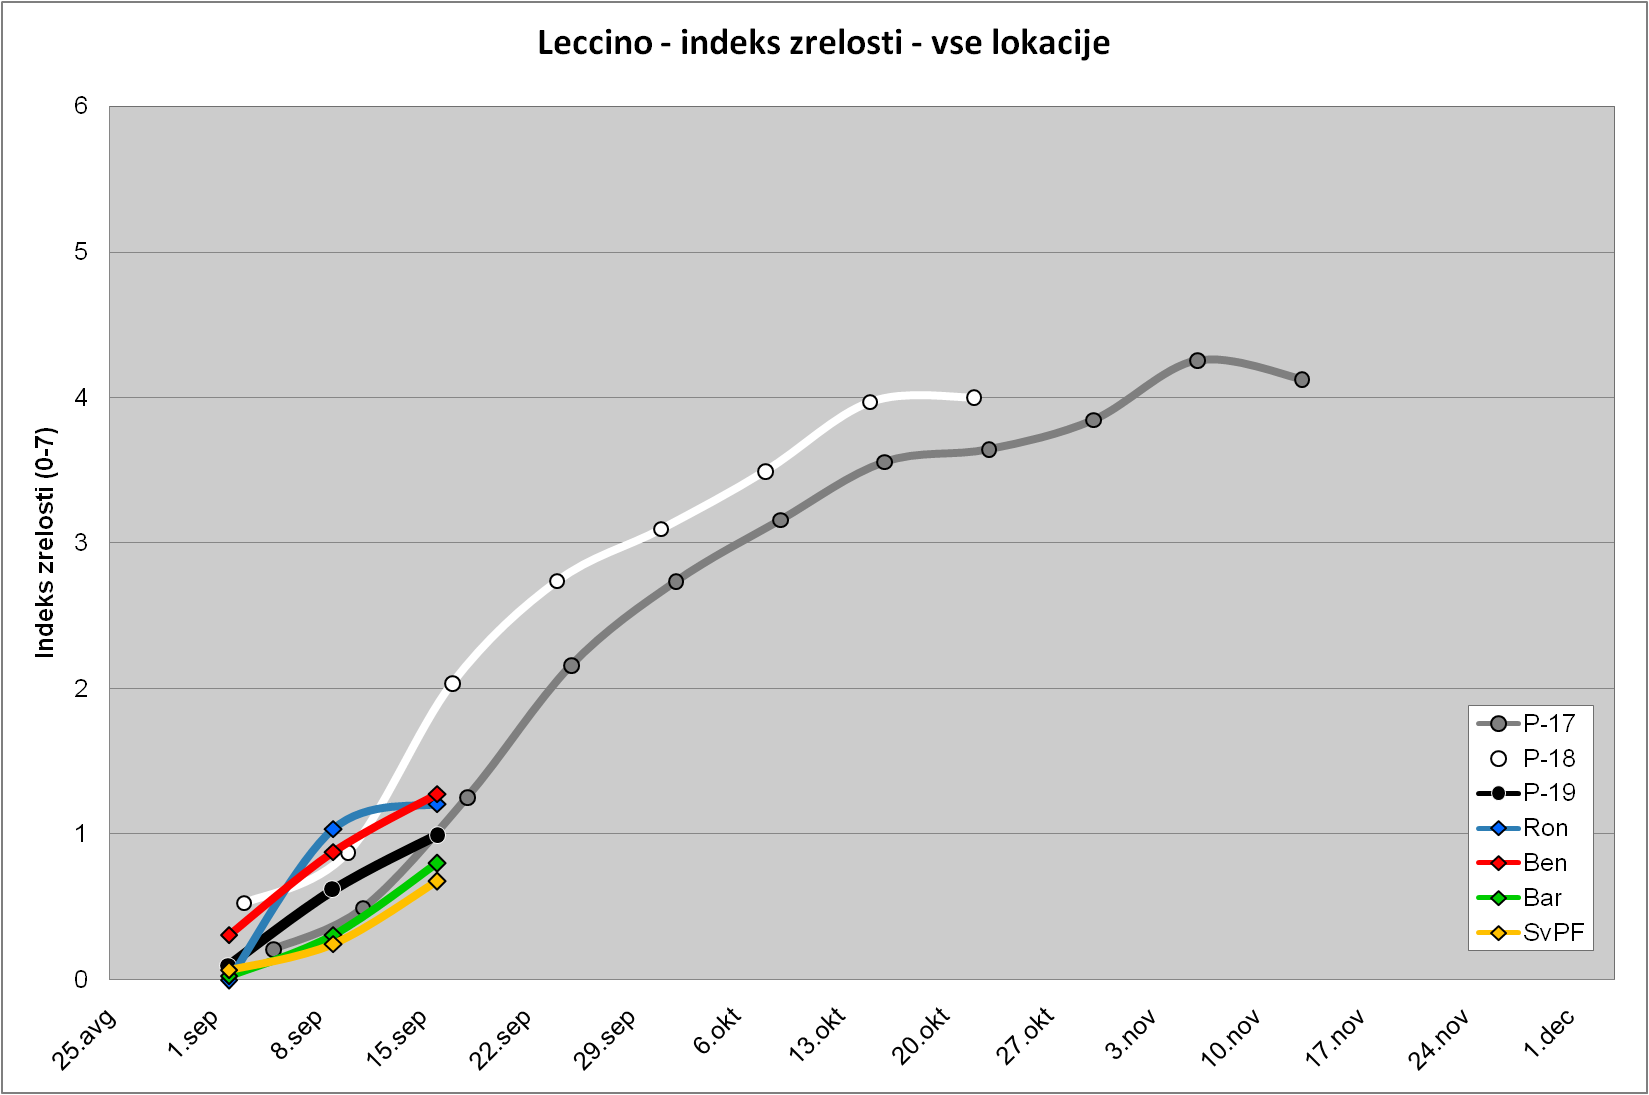 Leccino - indeks zrelosti - vse lokacije
Indeks zrelosti (0-7)
6
5
4
3
2
1
0
25.avg
1.sep
8.sep
15.sep
22.sep
29.sep
6.okt
13.okt
20.okt
27.okt
3.nov
10.nov
17.nov
24.nov
1.dec
P-17
P-18
P-19
Ron
Ben
Bar
SvPF